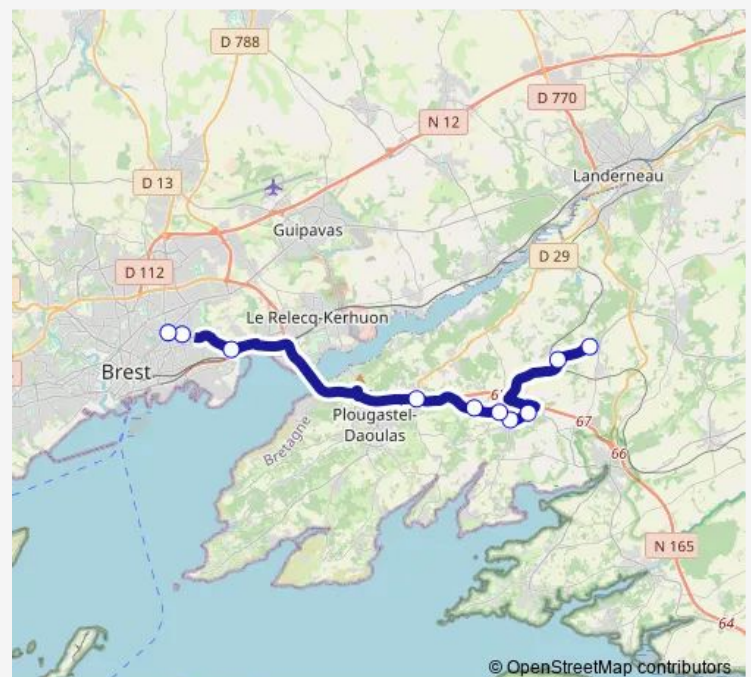 D 788
D 770
N 12
Landerneau
D 13
Guipavas
D 29
D 112
Le Relecq-Kerhuon
Brest
Plougastel-
Daoulas
67
Bretagne
66
N 165
64
© OpenStreetMap contributors